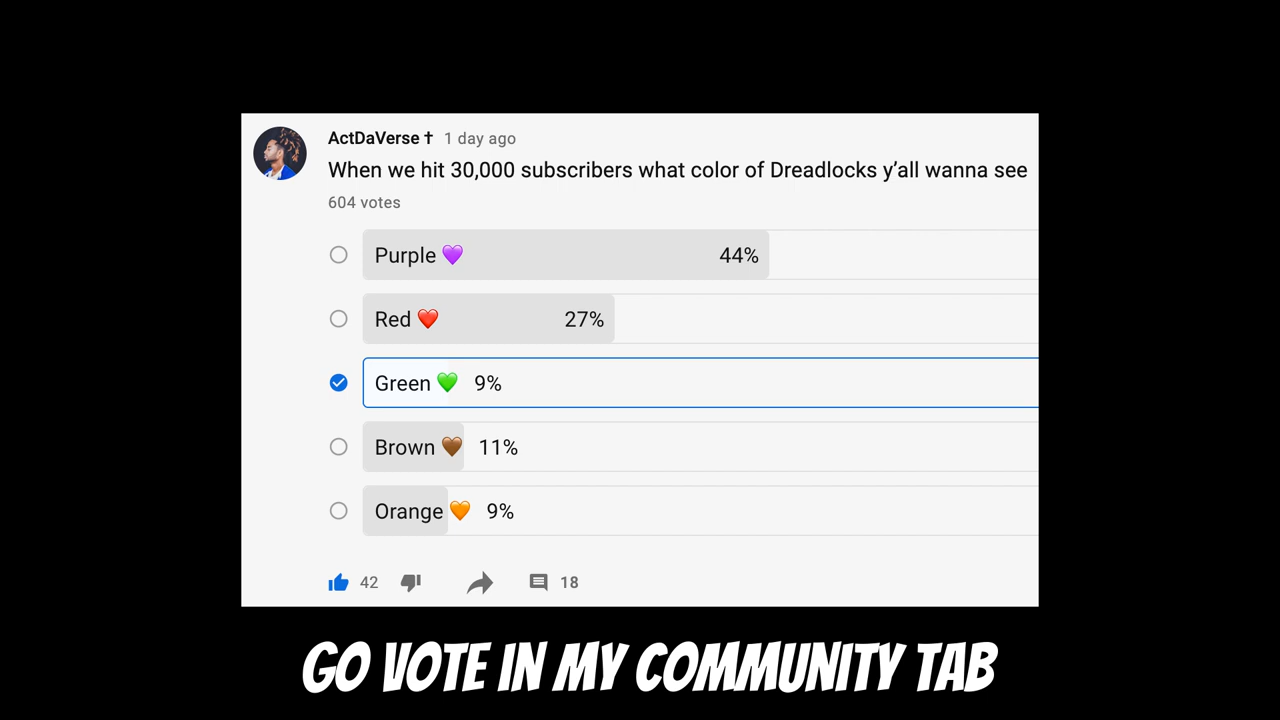 ActDaVerse ✝ 1 day ago
When we hit 30,000 subscribers what color of Dreadlocks y’all wanna see
604 votes
Purple 💜 44%
Red ❤️ 27%
Green 💚 9%
Brown 🤎 11%
Orange 🧡 9%
42 18
GO VOTE IN MY COMMUNITY TAB